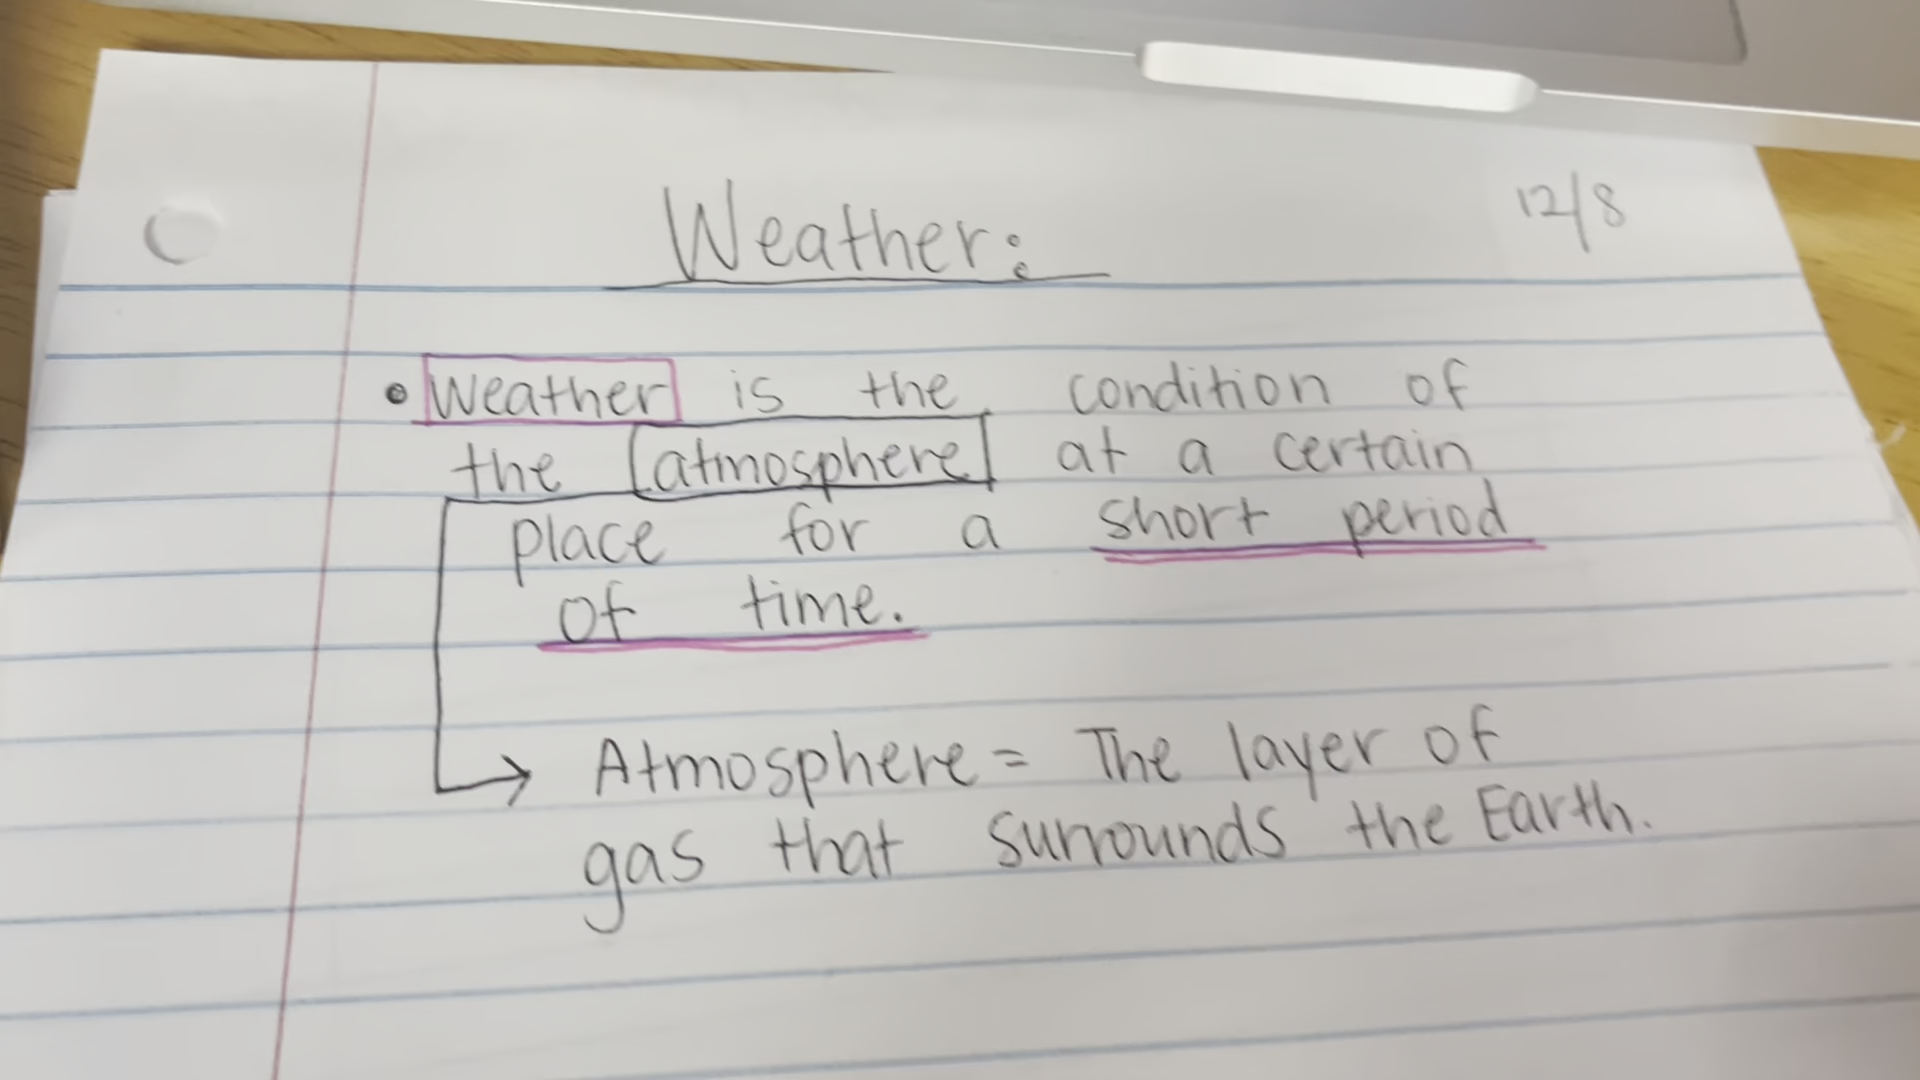 Weather:
12/8
• Weather is the condition of
the atmosphere at a certain
place for a short period
of time.
→ Atmosphere = The layer of
gas that surrounds the Earth.